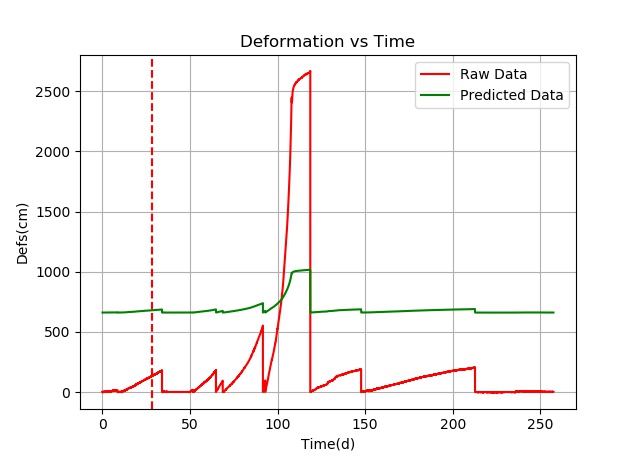 Deformation vs Time
Raw Data
Predicted Data
Defs(cm)
2500
2000
1500
1000
500
0
0 50 100 150 200 250
Time(d)